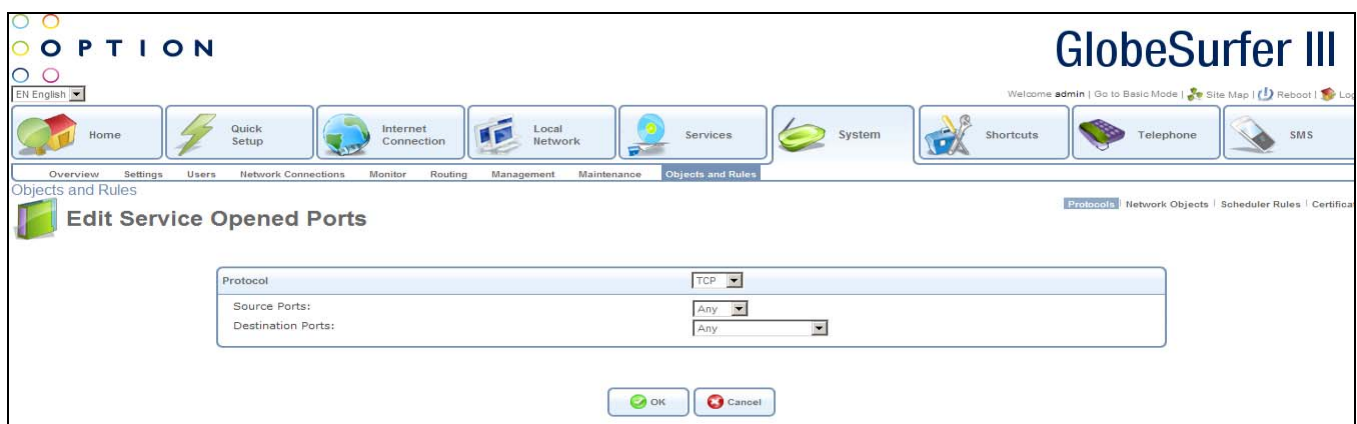 OPTION
GlobeSurfer III
EN English
Welcome admin | Go to Basic Mode | Site Map | Reboot |
Home
Quick Setup
Internet Connection
Local Network
Services
System
Shortcuts
Telephone
SMS
Overview Settings Users Network Connections Monitor Routing Management Maintenance Objects and Rules
Objects and Rules
Protocols | Network Objects | Scheduler Rules |
Edit Service Opened Ports
Protocol TCP
Source Ports: Any
Destination Ports: Any
OK Cancel